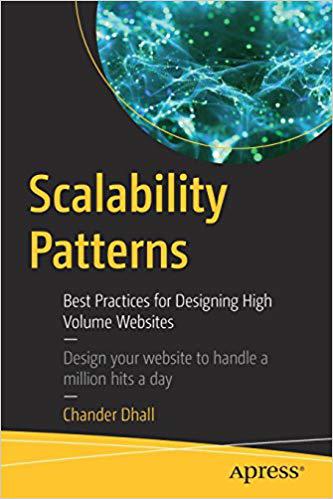 Scalability
Patterns
Best Practices for Designing High
Volume Websites
—
Design your website to handle a
million hits a day
—
Chander Dhall
Apress®